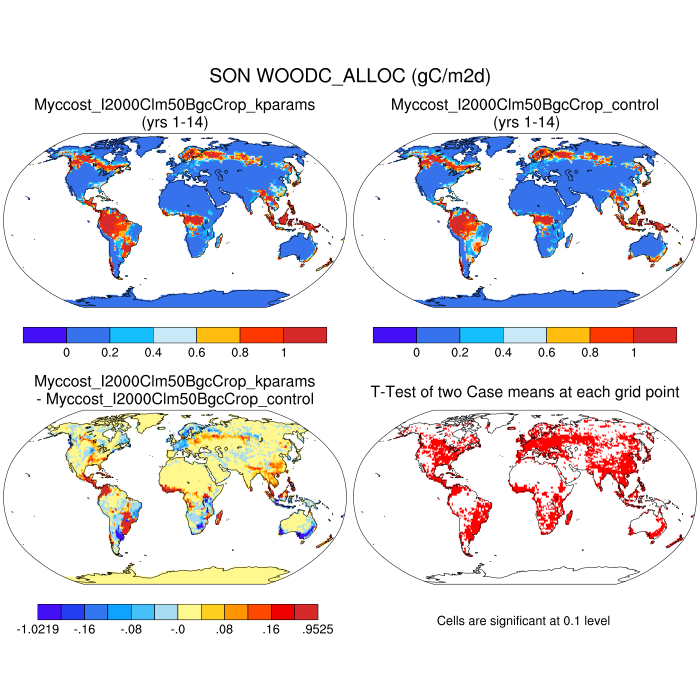 SON WOODC_ALLOC (gC/m2d)
Myccost_I2000Clm50BgcCrop_kparams
(yrs 1-14)
Myccost_I2000Clm50BgcCrop_control
(yrs 1-14)
0 0.2 0.4 0.6 0.8 1
0 0.2 0.4 0.6 0.8 1
Myccost_I2000Clm50BgcCrop_kparams
- Myccost_I2000Clm50BgcCrop_control
T-Test of two Case means at each grid point
-1.0219 -.16 -.08 -.0 .08 .16 .9525
Cells are significant at 0.1 level